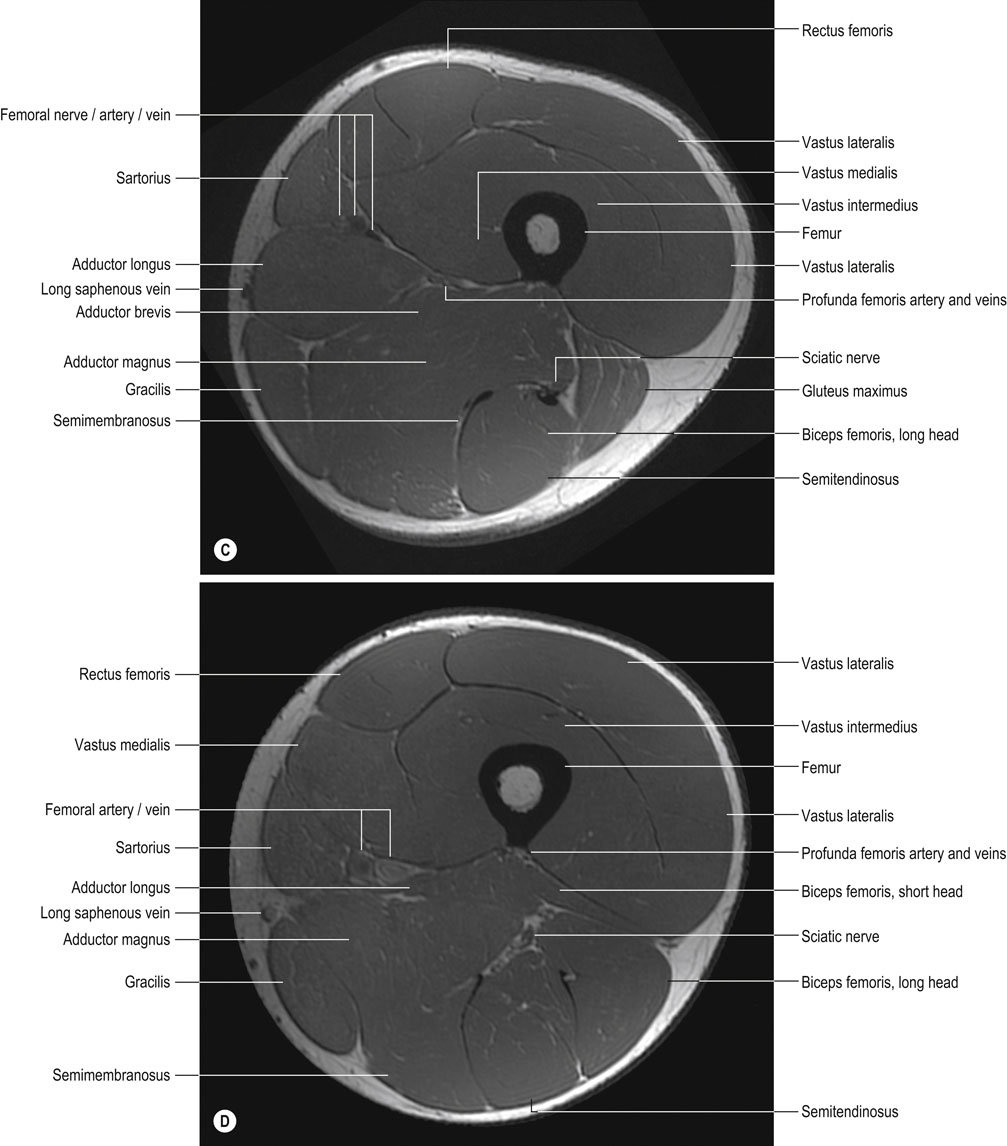 Rectus femoris
Femoral nerve / artery / vein
Vastus lateralis
Vastus medialis
Sartorius
Vastus intermedius
Femur
Adductor longus
Vastus lateralis
Long saphenous vein
Profunda femoris artery and veins
Adductor brevis
Sciatic nerve
Adductor magnus
Gracilis
Gluteus maximus
Semimembranosus
Biceps femoris, long head
Semitendinosus
C
Vastus lateralis
Rectus femoris
Vastus intermedius
Vastus medialis
Femur
Femoral artery / vein
Vastus lateralis
Sartorius
Profunda femoris artery and veins
Adductor longus
Biceps femoris, short head
Long saphenous vein
Sciatic nerve
Adductor magnus
Gracilis
Biceps femoris, long head
Semimembranosus
Semitendinosus
D